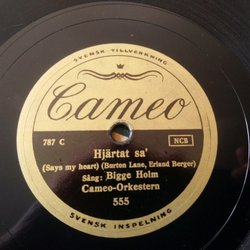 SVENSK TILLVERKNING
Cameo
787 C
NCB
Hjärtat sa'
(Says my heart) (Burton Lane, Erland Berger)
Sång: Bigge Holm
Cameo-Orkestern
555
SVENSK INSPELNING